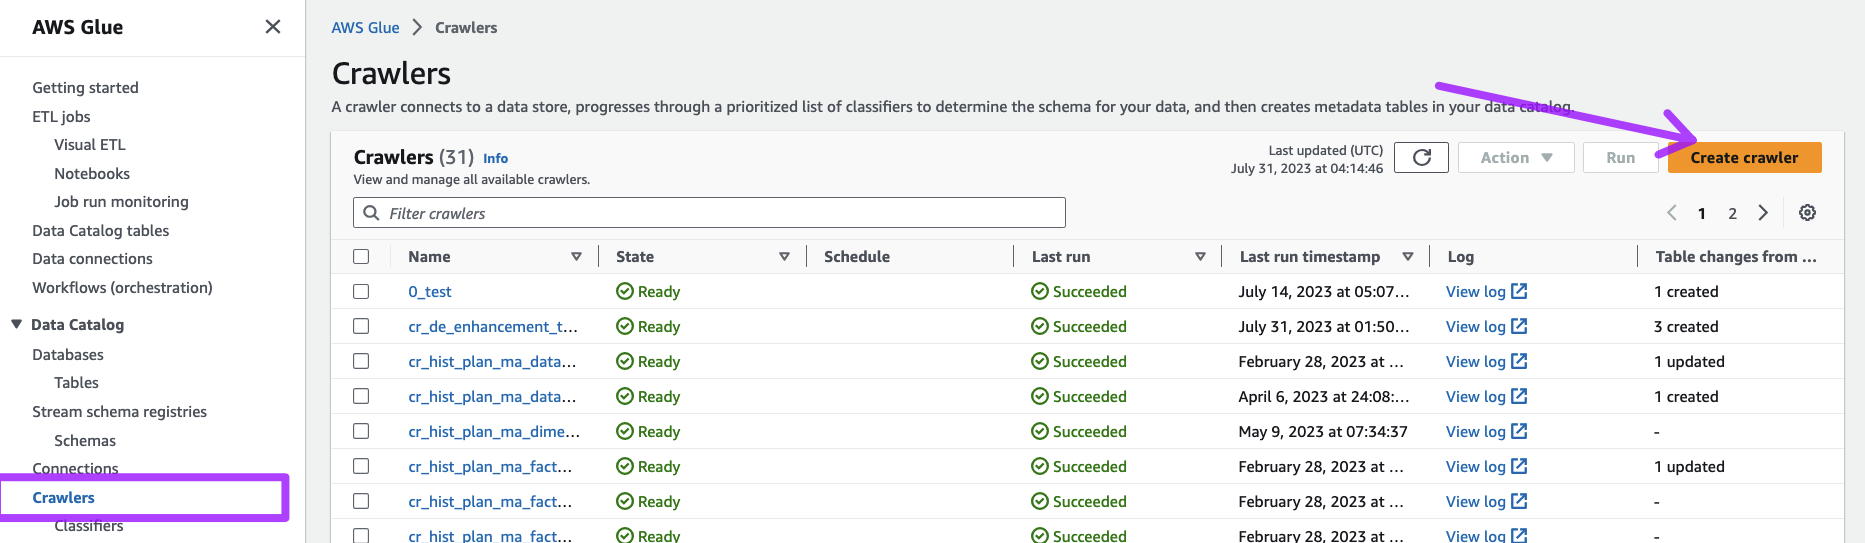 AWS Glue
Getting started
ETL jobs
Visual ETL
Notebooks
Job run monitoring
Data Catalog tables
Data connections
Workflows (orchestration)
Data Catalog
Databases
Tables
Stream schema registries
Schemas
Connections
Crawlers
Classifiers
AWS Glue > Crawlers
Crawlers
A crawler connects to a data store, progresses through a prioritized list of classifiers to determine the schema for your data, and then creates metadata tables in your data catalog.
Crawlers (31) Info
View and manage all available crawlers.
Last updated (UTC)
July 31, 2023 at 04:14:46
Action Run Create crawler
Filter crawlers
1 2
Name State Schedule Last run Last run timestamp Log Table changes from ...
0_test Ready Succeeded July 14, 2023 at 05:07... View log 1 created
cr_de_enhancement_t... Ready Succeeded July 31, 2023 at 01:50... View log 3 created
cr_hist_plan_ma_data... Ready Succeeded February 28, 2023 at ... View log 1 updated
cr_hist_plan_ma_data... Ready Succeeded April 6, 2023 at 24:08:... View log 1 created
cr_hist_plan_ma_dime... Ready Succeeded May 9, 2023 at 07:34:37 View log -
cr_hist_plan_ma_fact... Ready Succeeded February 28, 2023 at ... View log 1 updated
cr_hist_plan_ma_fact... Ready Succeeded February 28, 2023 at ... View log -
cr_hist_plan_ma_fact... Ready Succeeded February 28, 2023 at ... View log -